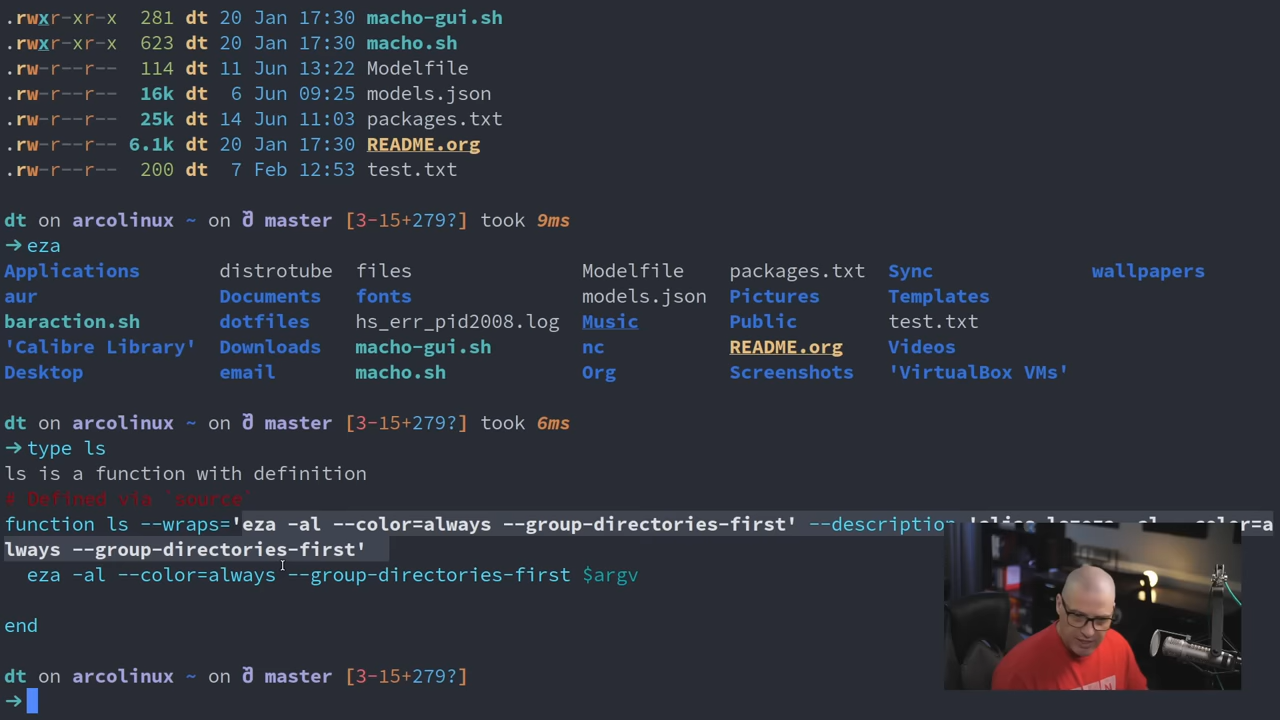 .rwxr-xr-x 281 dt 20 Jan 17:30 macho-gui.sh
.rwxr-xr-x 623 dt 20 Jan 17:30 macho.sh
.rw-r--r-- 114 dt 11 Jun 13:22 Modelfile
.rw-r--r-- 16k dt 6 Jun 09:25 models.json
.rw-r--r-- 25k dt 14 Jun 11:03 packages.txt
.rw-r--r-- 6.1k dt 20 Jan 17:30 README.org
.rw-r--r-- 200 dt 7 Feb 12:53 test.txt
dt on arcolinux ~ on master [3-15+279?] took 9ms
→ eza
Applications distrotube files Modelfile packages.txt Sync wallpapers
aur Documents fonts models.json Pictures Templates
baraction.sh dotfiles hs_err_pid2008.log Music Public test.txt
'Calibre Library' Downloads macho-gui.sh nc README.org Videos
Desktop email macho.sh Org Screenshots 'VirtualBox VMs'
dt on arcolinux ~ on master [3-15+279?] took 6ms
→ type ls
ls is a function with definition
# Defined via `source`
function ls --wraps='eza -al --color=always --group-directories-first' --description
lways --group-directories-first'
eza -al --color=always --group-directories-first $argv
end
dt on arcolinux ~ on master [3-15+279?]
→